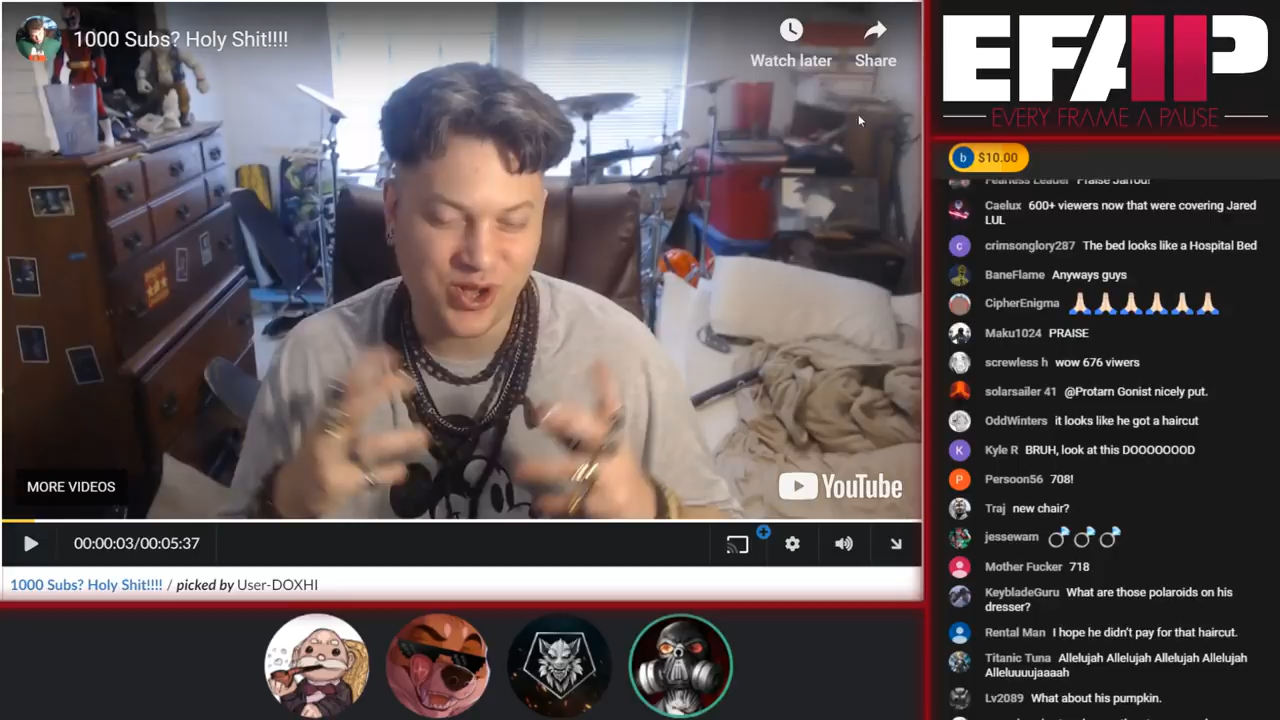 1000 Subs? Holy Shit!!!!
Watch later
Share
MORE VIDEOS
YouTube
00:00:03/00:05:37
1000 Subs? Holy Shit!!!! / picked by User-DOXHI
EFAP
EVERY FRAME A PAUSE
b $10.00
Fearless Leader Praise Jarrod!
Caelux 600+ viewers now that were covering Jared
LUL
c crimsonglory287 The bed looks like a Hospital Bed
BaneFlame Anyways guys
CipherEnigma 🙏🏻🙏🏻🙏🏻🙏🏻🙏🏻🙏🏻
Maku1024 PRAISE
screwless h wow 676 viwers
solarsailer 41 @Protarn Gonist nicely put.
OddWinters it looks like he got a haircut
K Kyle R BRUH, look at this DOOOOOOOD
P Persoon56 708!
Traj new chair?
jessewam 💍💍💍
Mother Fucker 718
KeybladeGuru What are those polaroids on his
dresser?
Rental Man I hope he didn't pay for that haircut.
Titanic Tuna Allelujah Allelujah Allelujah Allelujah
Alleluuuujaaaah
Lv2089 What about his pumpkin.